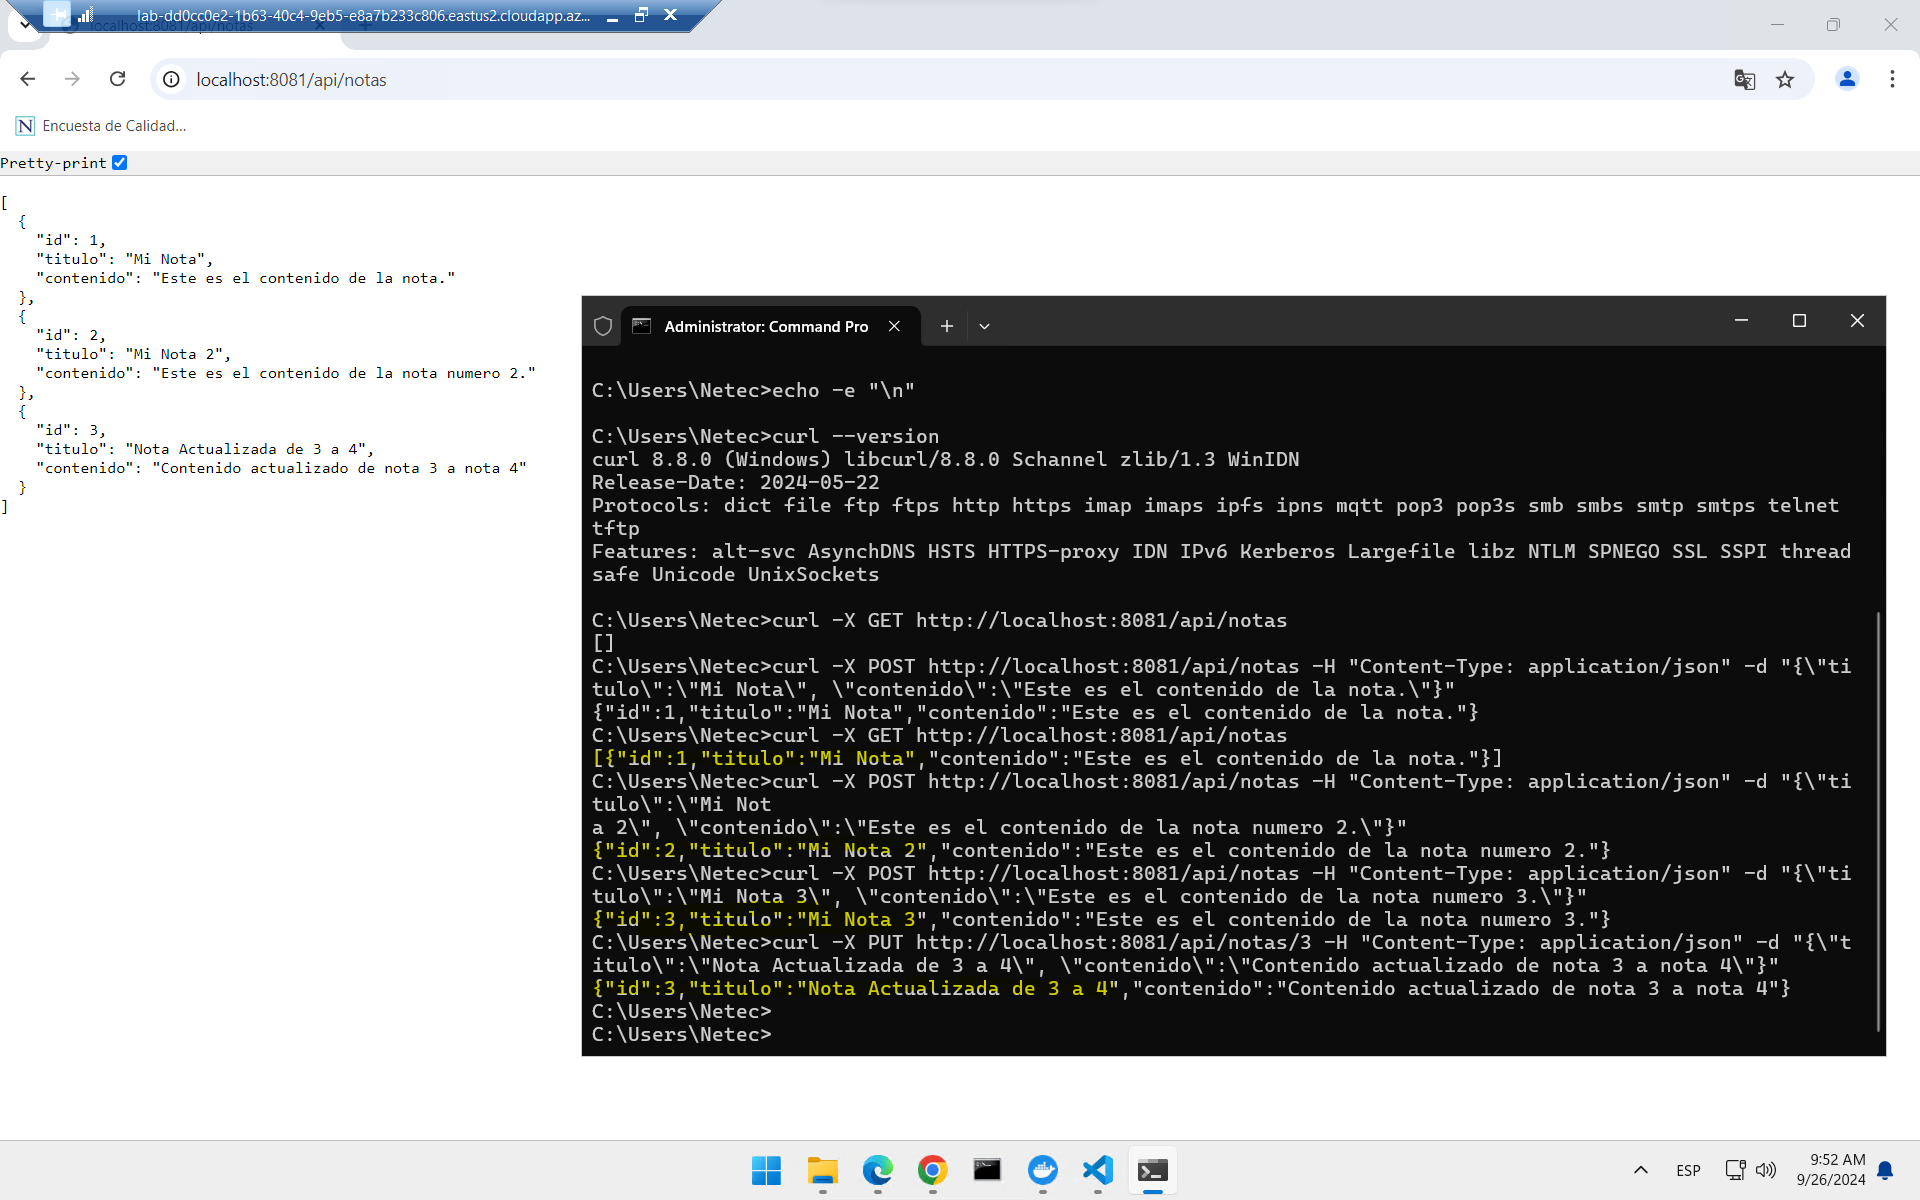 lab-dd0cc0e2-1b63-40c4-9eb5-e8a7b233c806.eastus2.cloudapp.az...
localhost:8081/api/notas
localhost:8081/api/notas
Encuesta de Calidad...
Pretty-print
[
  {
    "id": 1,
    "titulo": "Mi Nota",
    "contenido": "Este es el contenido de la nota."
  },
  {
    "id": 2,
    "titulo": "Mi Nota 2",
    "contenido": "Este es el contenido de la nota numero 2."
  },
  {
    "id": 3,
    "titulo": "Nota Actualizada de 3 a 4",
    "contenido": "Contenido actualizado de nota 3 a nota 4"
  }
]
Administrator: Command Pro
C:\Users\Netec>echo -e "\n"
C:\Users\Netec>curl --version
curl 8.8.0 (Windows) libcurl/8.8.0 Schannel zlib/1.3 WinIDN
Release-Date: 2024-05-22
Protocols: dict file ftp ftps http https imap imaps ipfs ipns mqtt pop3 pop3s smb smbs smtp smtps telnet
tftp
Features: alt-svc AsynchDNS HSTS HTTPS-proxy IDN IPv6 Kerberos Largefile libz NTLM SPNEGO SSL SSPI thread
safe Unicode UnixSockets
C:\Users\Netec>curl -X GET http://localhost:8081/api/notas
[]
C:\Users\Netec>curl -X POST http://localhost:8081/api/notas -H "Content-Type: application/json" -d "{\"ti
tulo\":\"Mi Nota\", \"contenido\":\"Este es el contenido de la nota.\"}"
{"id":1,"titulo":"Mi Nota","contenido":"Este es el contenido de la nota."}
C:\Users\Netec>curl -X GET http://localhost:8081/api/notas
[{"id":1,"titulo":"Mi Nota","contenido":"Este es el contenido de la nota."}]
C:\Users\Netec>curl -X POST http://localhost:8081/api/notas -H "Content-Type: application/json" -d "{\"ti
tulo\":\"Mi Not
a 2\", \"contenido\":\"Este es el contenido de la nota numero 2.\"}"
{"id":2,"titulo":"Mi Nota 2","contenido":"Este es el contenido de la nota numero 2."}
C:\Users\Netec>curl -X POST http://localhost:8081/api/notas -H "Content-Type: application/json" -d "{\"ti
tulo\":\"Mi Nota 3\", \"contenido\":\"Este es el contenido de la nota numero 3.\"}"
{"id":3,"titulo":"Mi Nota 3","contenido":"Este es el contenido de la nota numero 3."}
C:\Users\Netec>curl -X PUT http://localhost:8081/api/notas/3 -H "Content-Type: application/json" -d "{\"t
itulo\":\"Nota Actualizada de 3 a 4\", \"contenido\":\"Contenido actualizado de nota 3 a nota 4\"}"
{"id":3,"titulo":"Nota Actualizada de 3 a 4","contenido":"Contenido actualizado de nota 3 a nota 4"}
C:\Users\Netec>
C:\Users\Netec>
ESP
9:52 AM
9/26/2024